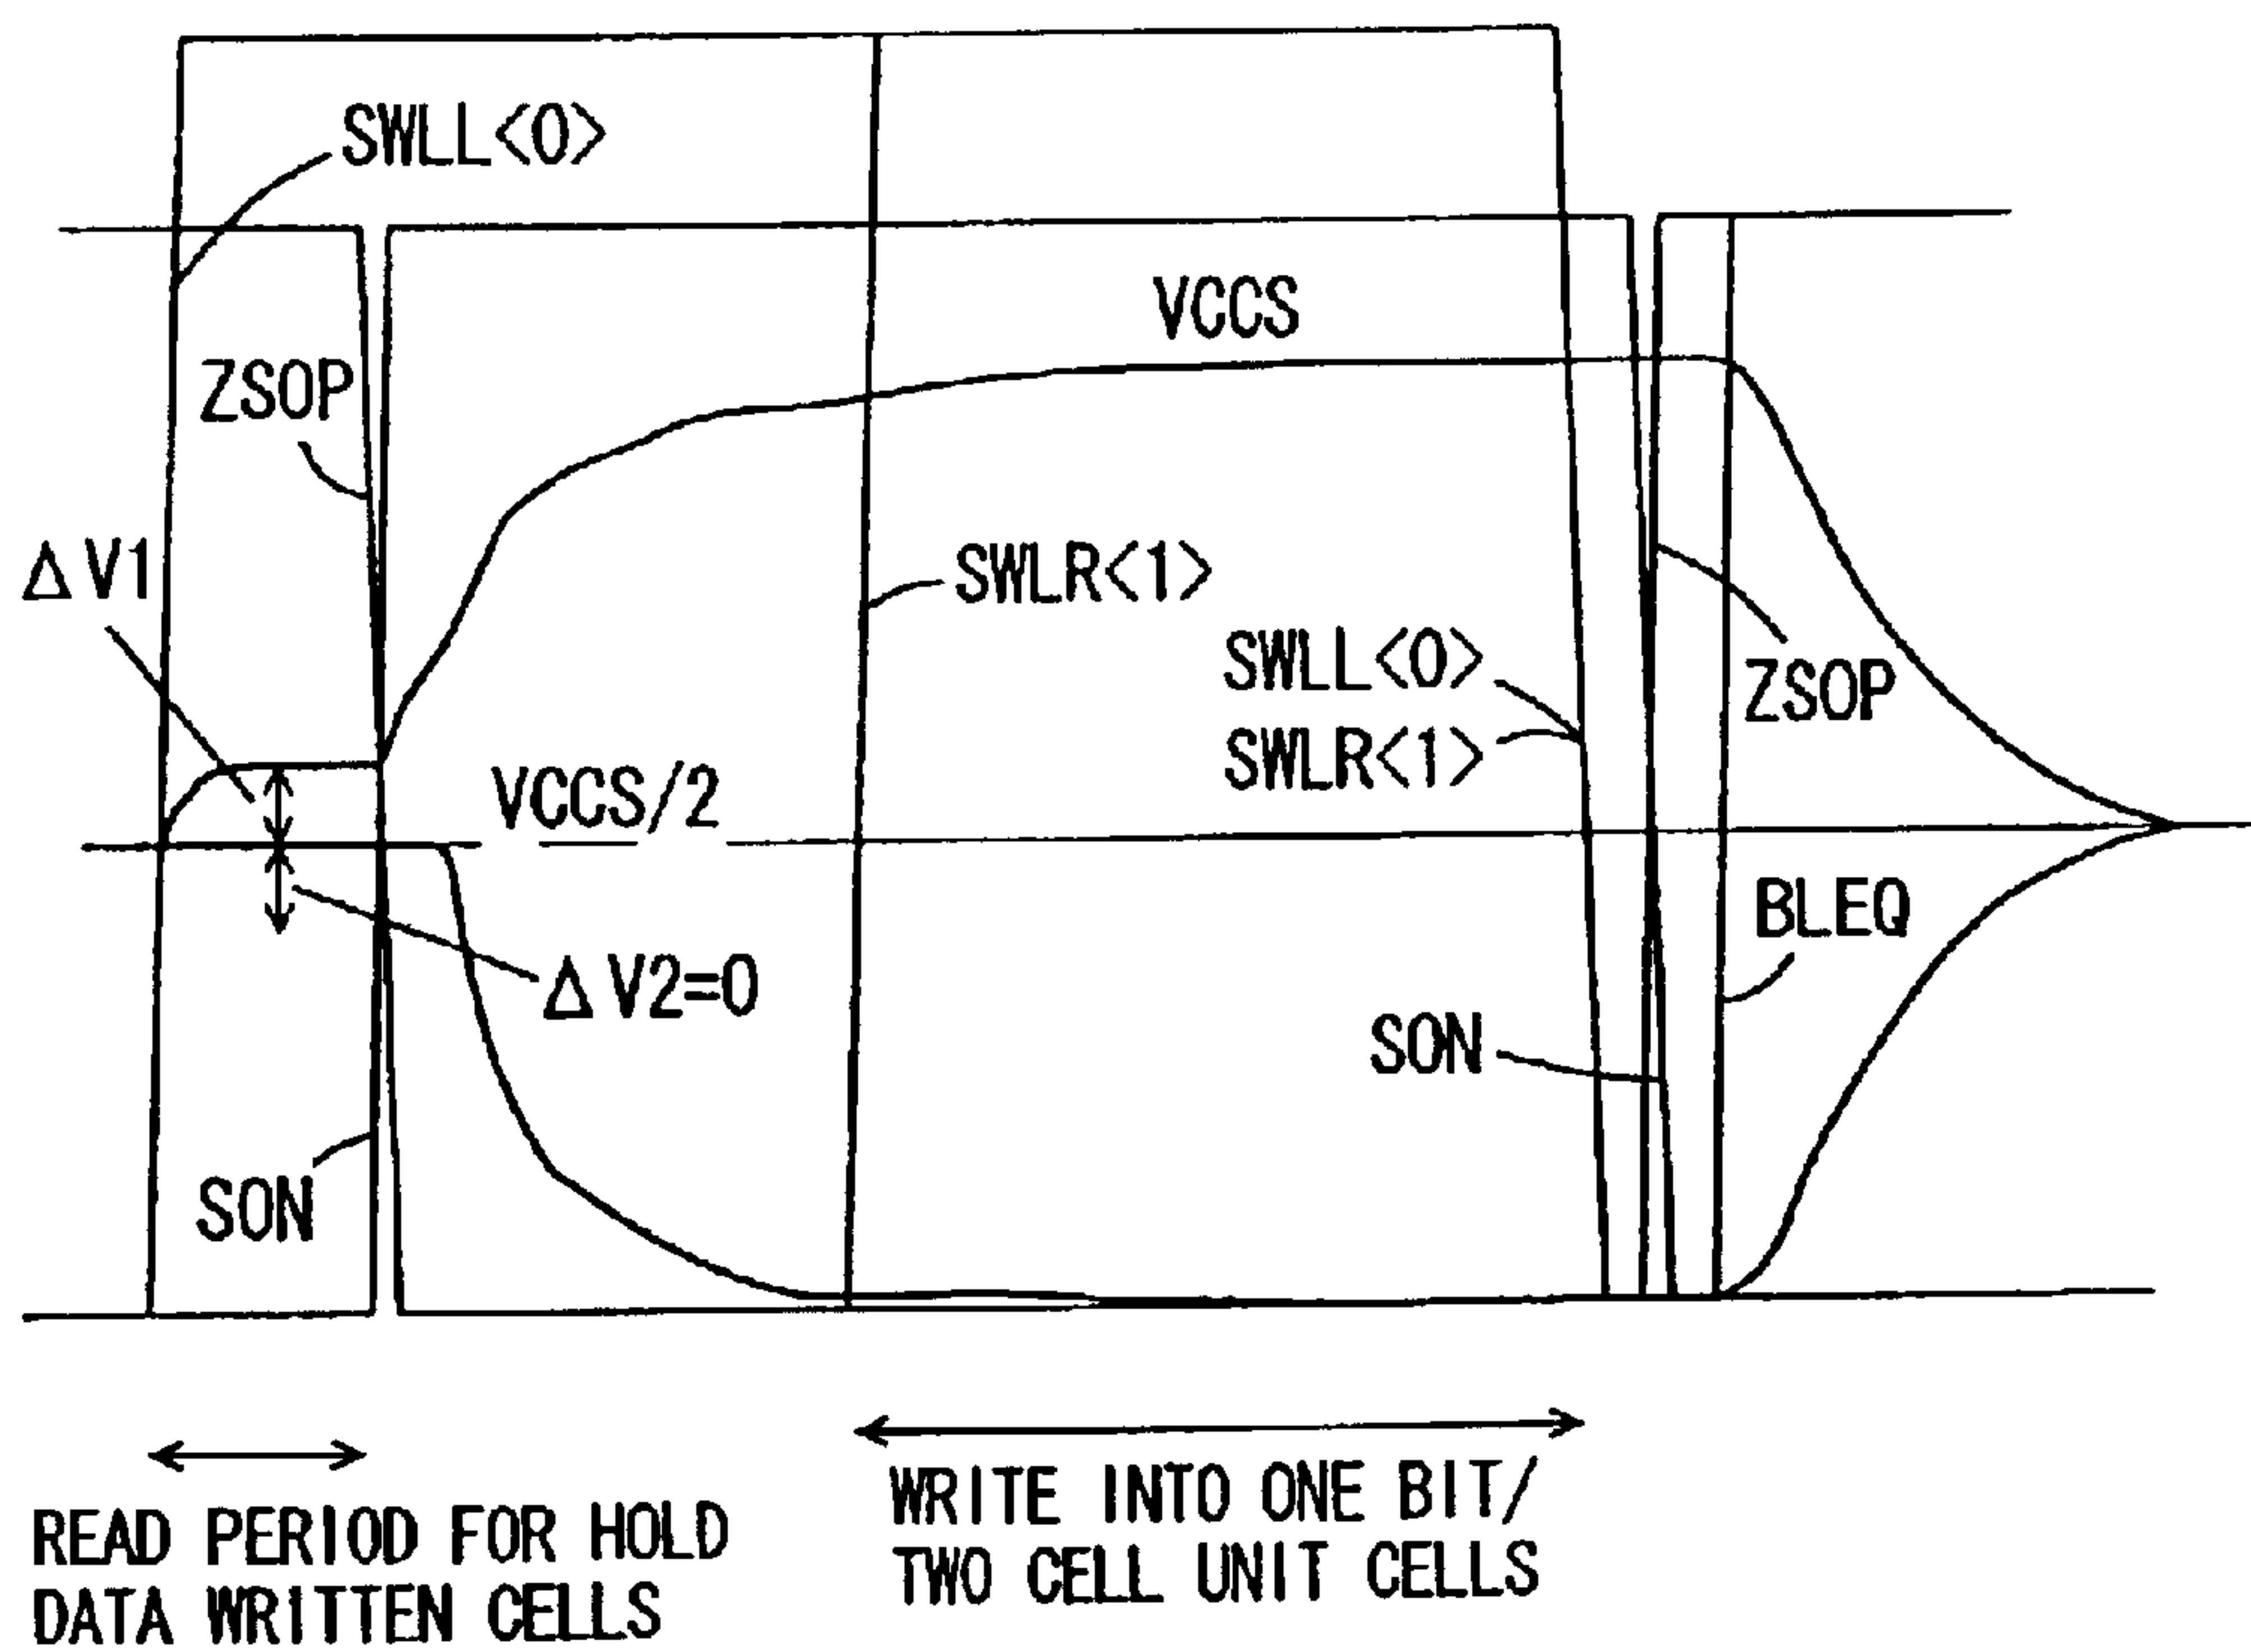 SWLL<0>
VCCS
ZSOP
ΔV1
SWLR<1>
SWLL<0>
SWLR<1>
ZSOP
VCCS/2
BLEQ
ΔV2=0
SON
SON
READ PERIOD FOR HOLD
DATA WRITTEN CELLS
WRITE INTO ONE BIT/
TWO CELL UNIT CELLS